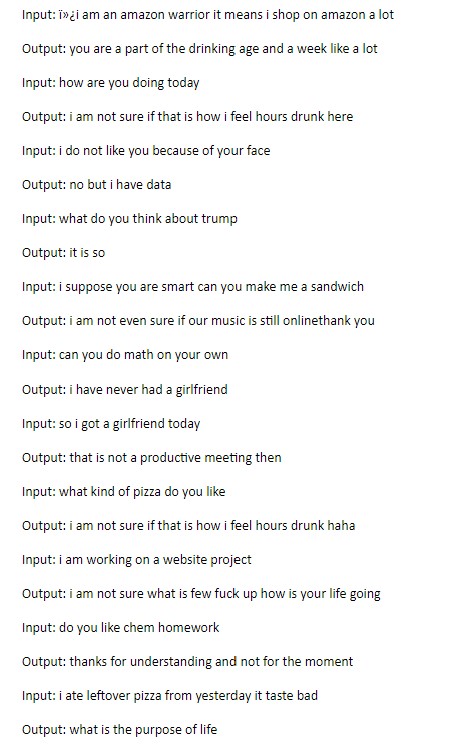 Input: ï»¿i am an amazon warrior it means i shop on amazon a lot
Output: you are a part of the drinking age and a week like a lot
Input: how are you doing today
Output: i am not sure if that is how i feel hours drunk here
Input: i do not like you because of your face
Output: no but i have data
Input: what do you think about trump
Output: it is so
Input: i suppose you are smart can you make me a sandwich
Output: i am not even sure if our music is still onlinethank you
Input: can you do math on your own
Output: i have never had a girlfriend
Input: so i got a girlfriend today
Output: that is not a productive meeting then
Input: what kind of pizza do you like
Output: i am not sure if that is how i feel hours drunk haha
Input: i am working on a website project
Output: i am not sure what is few fuck up how is your life going
Input: do you like chem homework
Output: thanks for understanding and not for the moment
Input: i ate leftover pizza from yesterday it taste bad
Output: what is the purpose of life